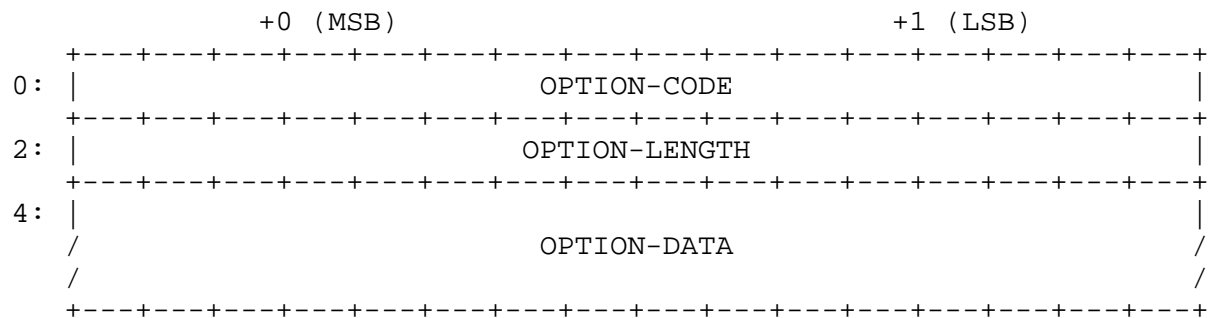 +0 (MSB)                            +1 (LSB)
+---+---+---+---+---+---+---+---+---+---+---+---+---+---+---+---+
0: |                          OPTION-CODE                          |
+---+---+---+---+---+---+---+---+---+---+---+---+---+---+---+---+
2: |                         OPTION-LENGTH                         |
+---+---+---+---+---+---+---+---+---+---+---+---+---+---+---+---+
4: |                                                               |
/                          OPTION-DATA                          /
/                                                               /
+---+---+---+---+---+---+---+---+---+---+---+---+---+---+---+---+